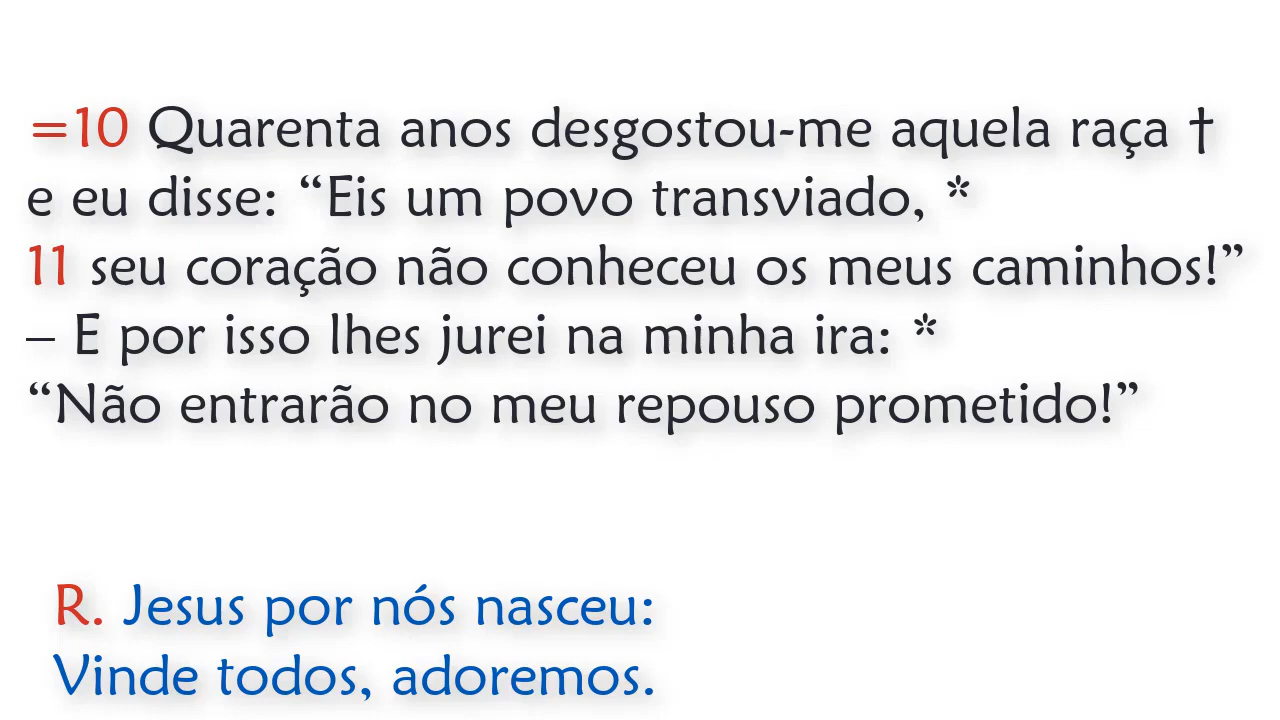 =10 Quarenta anos desgostou-me aquela raça †
e eu disse: “Eis um povo transviado, *
11 seu coração não conheceu os meus caminhos!”
– E por isso lhes jurei na minha ira: *
“Não entrarão no meu repouso prometido!”
R. Jesus por nós nasceu:
Vinde todos, adoremos.